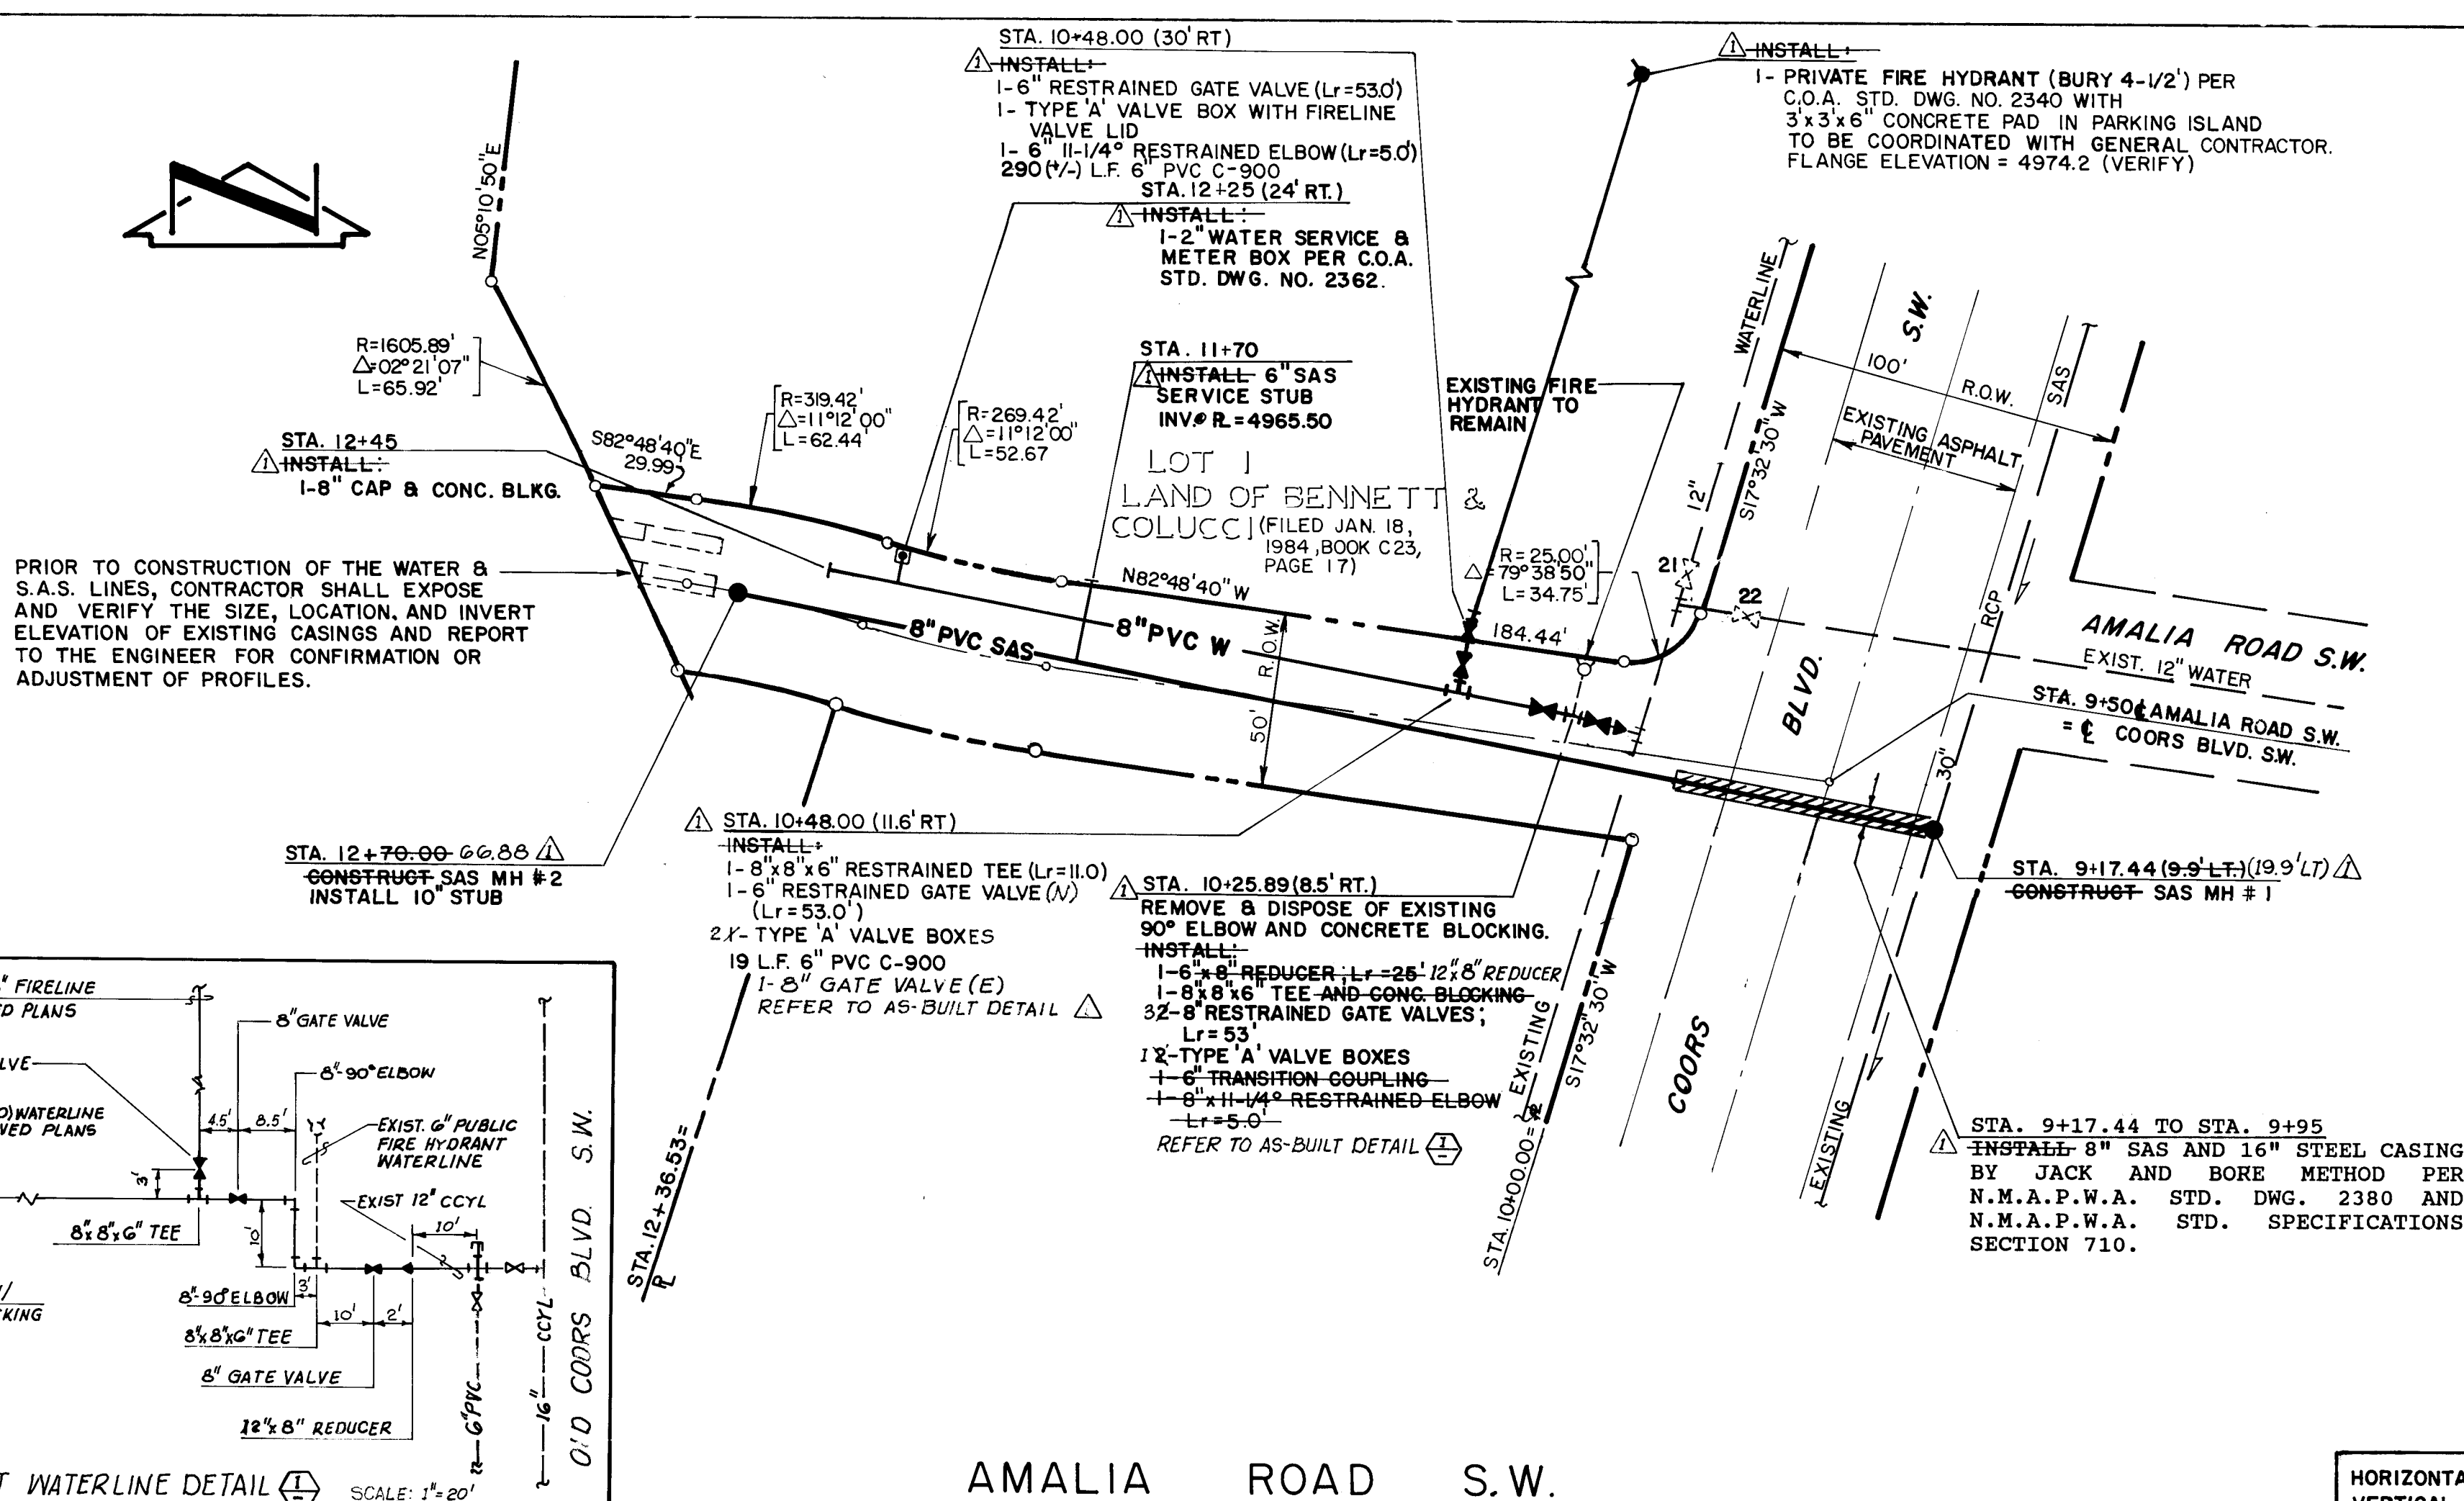 STA. 10+48.00 (30' RT)
1 INSTALL:
1-6" RESTRAINED GATE VALVE (Lr=53.0')
1- TYPE 'A' VALVE BOX WITH FIRELINE
VALVE LID
1- 6" 11-1/4° RESTRAINED ELBOW (Lr=5.0')
290 (+/-) L.F. 6" PVC C-900
STA. 12+25 (24' RT.)
1 INSTALL:
1-2" WATER SERVICE &
METER BOX PER C.O.A.
STD. DWG. NO. 2362.
1 INSTALL:
1- PRIVATE FIRE HYDRANT (BURY 4-1/2') PER
C.O.A. STD. DWG. NO. 2340 WITH
3'x3'x6" CONCRETE PAD IN PARKING ISLAND
TO BE COORDINATED WITH GENERAL CONTRACTOR.
FLANGE ELEVATION = 4974.2 (VERIFY)
N05°10'50"E
R=1605.89'
△=02°21'07"
L=65.92'
R=319.42'
△=11°12'00"
L=62.44'
R=269.42'
△=11°12'00"
L=52.67
STA. 11+70
1 INSTALL 6" SAS
SERVICE STUB
INV.@ PL=4965.50
EXISTING FIRE
HYDRANT TO
REMAIN
WATERLINE
12"
S17°32'30"W
S.W.
100'
R.O.W.
SAS
EXISTING ASPHALT
PAVEMENT
STA. 12+45
1 INSTALL:
1-8" CAP & CONC. BLKG.
S82°48'40"E
29.99'
LOT 1
LAND OF BENNETT &
COLUCCI (FILED JAN. 18,
1984, BOOK C23,
PAGE 17)
R=25.00'
△=79°38'50"
L=34.75'
21
22
PRIOR TO CONSTRUCTION OF THE WATER &
S.A.S. LINES, CONTRACTOR SHALL EXPOSE
AND VERIFY THE SIZE, LOCATION, AND INVERT
ELEVATION OF EXISTING CASINGS AND REPORT
TO THE ENGINEER FOR CONFIRMATION OR
ADJUSTMENT OF PROFILES.
N82°48'40"W
184.44'
8"PVC SAS
8"PVC W
R.O.W.
50'
BLVD.
RCP
30"
AMALIA ROAD S.W.
EXIST. 12" WATER
STA. 9+50 ℄ AMALIA ROAD S.W.
= ℄ COORS BLVD. S.W.
STA. 12+70.00 66.88 1
CONSTRUCT SAS MH #2
INSTALL 10" STUB
1 STA. 10+48.00 (11.6' RT)
INSTALL:
1-8"x8"x6" RESTRAINED TEE (Lr=11.0)
1-6" RESTRAINED GATE VALVE (N)
(Lr=53.0')
2 1- TYPE 'A' VALVE BOXES
19 L.F. 6" PVC C-900
1-8" GATE VALVE (E)
REFER TO AS-BUILT DETAIL
1 STA. 10+25.89 (8.5' RT.)
REMOVE & DISPOSE OF EXISTING
90° ELBOW AND CONCRETE BLOCKING.
INSTALL:
1-6"x8" REDUCER; Lr=25' 12"x8" REDUCER
1-8"x8"x6" TEE AND CONC. BLOCKING
3 2-8" RESTRAINED GATE VALVES;
Lr=53'
1 2-TYPE 'A' VALVE BOXES
1-6" TRANSITION COUPLING
1-8"x11-1/4° RESTRAINED ELBOW
Lr=5.0'
REFER TO AS-BUILT DETAIL 1
STA. 9+17.44 (9.9' LT.) (19.9' LT) 1
CONSTRUCT SAS MH #1
STA. 9+17.44 TO STA. 9+95
1 INSTALL 8" SAS AND 16" STEEL CASING
BY JACK AND BORE METHOD PER
N.M.A.P.W.A. STD. DWG. 2380 AND
N.M.A.P.W.A. STD. SPECIFICATIONS
SECTION 710.
EXISTING
S17°32'30"W
COORS
EXISTING
STA. 10+00.00=
STA. 12+36.53=
PL
" FIRELINE
D PLANS
8" GATE VALVE
LVE
8"-90° ELBOW
O) WATERLINE
VED PLANS
4.5'
8.5'
EXIST. 6" PUBLIC
FIRE HYDRANT
WATERLINE
3'
EXIST 12" CCYL
10'
8"x8"x6" TEE
10'
8"-90° ELBOW
3'
10'
2'
KING
8"x8"x6" TEE
8" GATE VALVE
12"x8" REDUCER
6"PVC
16" CCYL
OLD COORS BLVD. S.W.
T WATERLINE DETAIL 1
SCALE: 1"=20'
AMALIA ROAD S.W.
HORIZONTA
VERTICAL